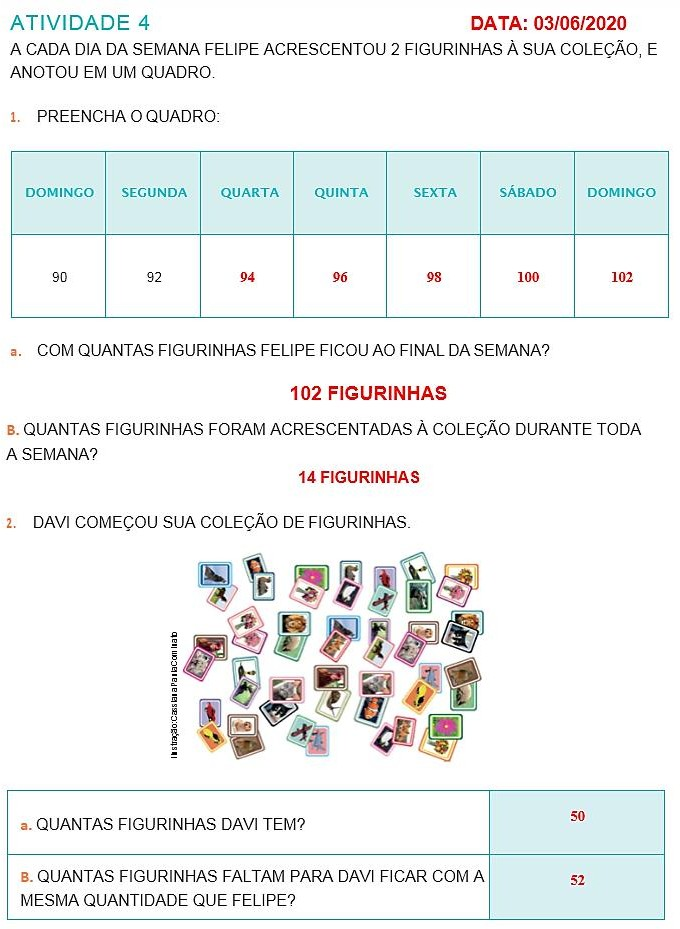 ATIVIDADE 4 DATA: 03/06/2020
A CADA DIA DA SEMANA FELIPE ACRESCENTOU 2 FIGURINHAS À SUA COLEÇÃO, E
ANOTOU EM UM QUADRO.
1. PREENCHA O QUADRO:
DOMINGO SEGUNDA QUARTA QUINTA SEXTA SÁBADO DOMINGO
90 92 94 96 98 100 102
a. COM QUANTAS FIGURINHAS FELIPE FICOU AO FINAL DA SEMANA?
102 FIGURINHAS
B. QUANTAS FIGURINHAS FORAM ACRESCENTADAS À COLEÇÃO DURANTE TODA
A SEMANA?
14 FIGURINHAS
2. DAVI COMEÇOU SUA COLEÇÃO DE FIGURINHAS.
Ilustração: Cassiana Paula Cominato
a. QUANTAS FIGURINHAS DAVI TEM? 50
B. QUANTAS FIGURINHAS FALTAM PARA DAVI FICAR COM A
MESMA QUANTIDADE QUE FELIPE? 52